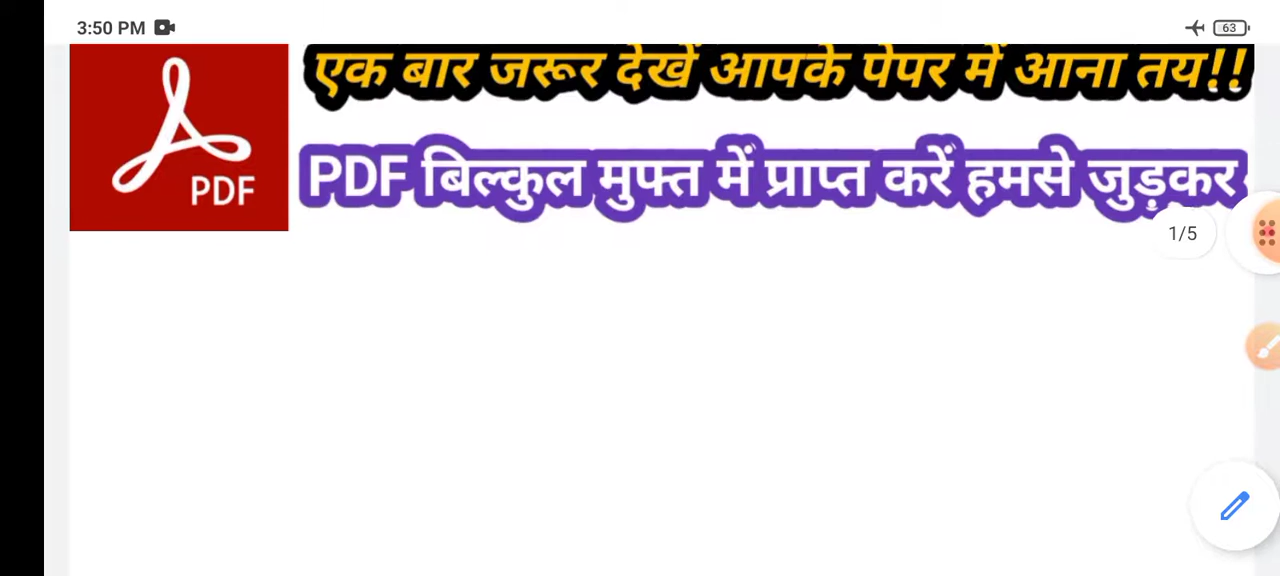 3:50 PM
63
एक बार जरूर देखें आपके पेपर में आना तय!!
PDF
PDF बिल्कुल मुफ्त में प्राप्त करें हमसे जुड़कर
1/5